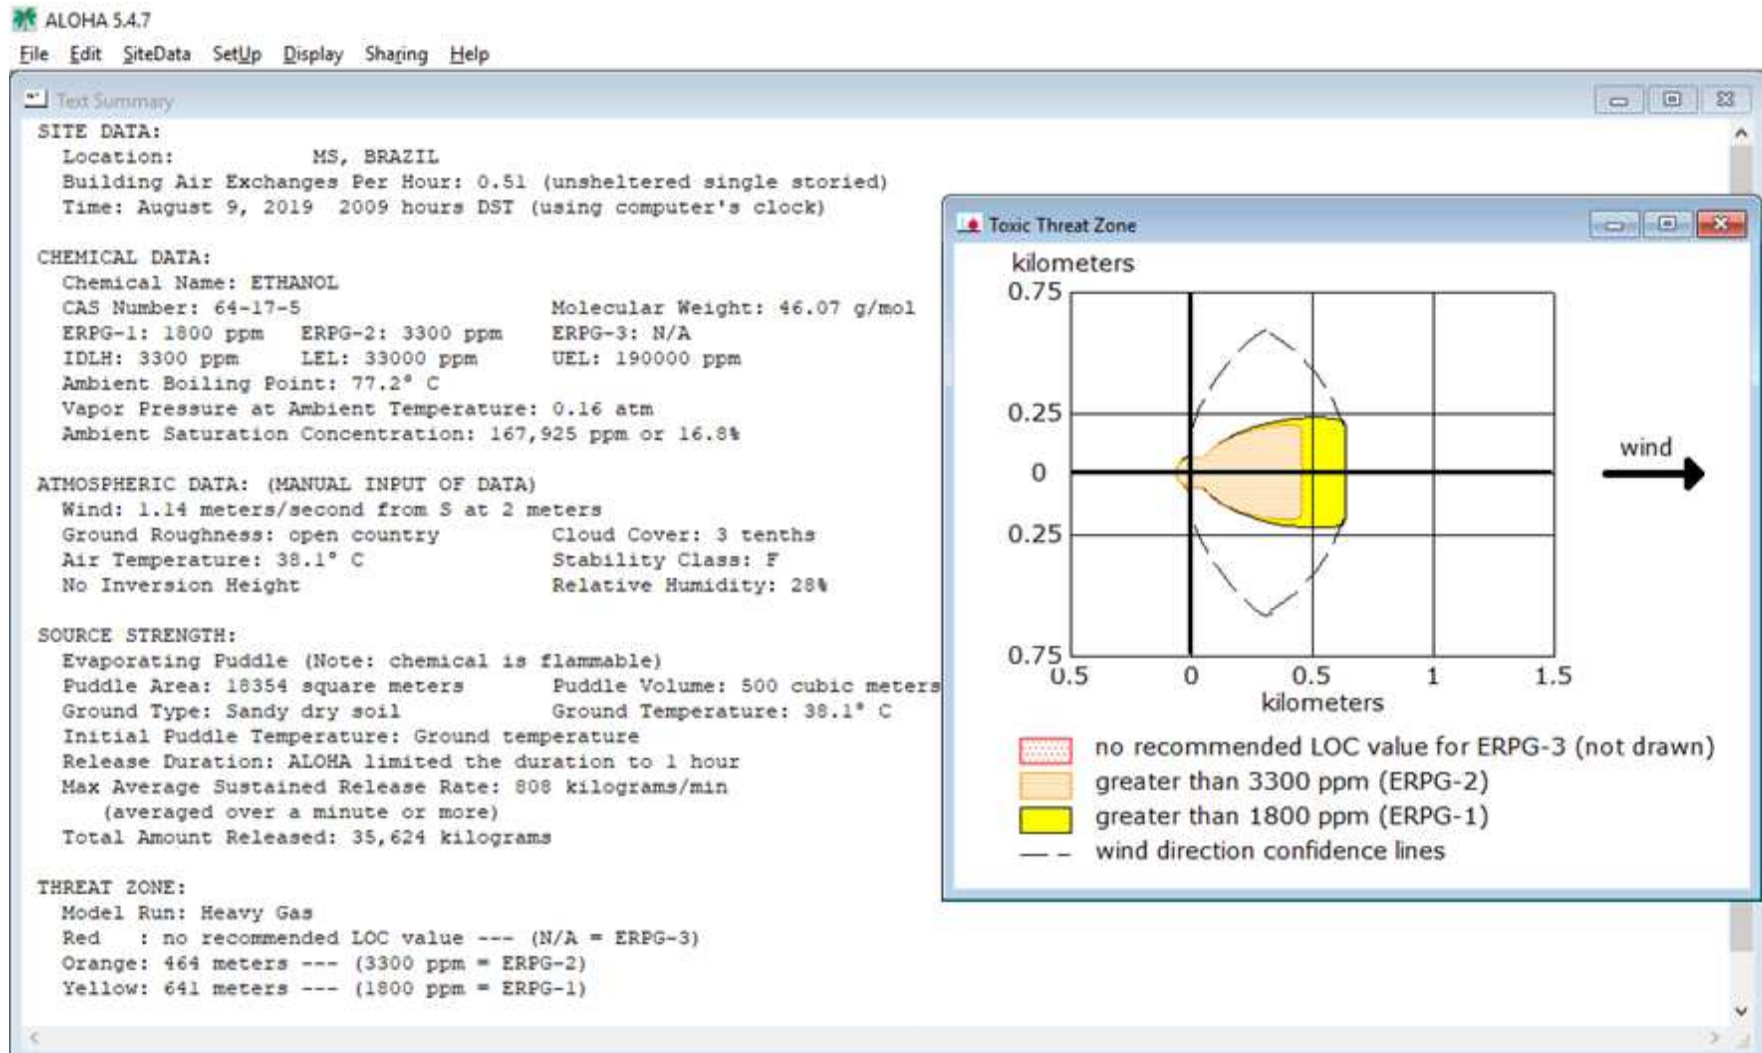 ALOHA 5.4.7
File Edit SiteData SetUp Display Sharing Help
Text Summary
SITE DATA:
Location: MS, BRAZIL
Building Air Exchanges Per Hour: 0.51 (unsheltered single storied)
Time: August 9, 2019 2009 hours DST (using computer's clock)
CHEMICAL DATA:
Chemical Name: ETHANOL
CAS Number: 64-17-5 Molecular Weight: 46.07 g/mol
ERPG-1: 1800 ppm ERPG-2: 3300 ppm ERPG-3: N/A
IDLH: 3300 ppm LEL: 33000 ppm UEL: 190000 ppm
Ambient Boiling Point: 77.2° C
Vapor Pressure at Ambient Temperature: 0.16 atm
Ambient Saturation Concentration: 167,925 ppm or 16.8%
ATMOSPHERIC DATA: (MANUAL INPUT OF DATA)
Wind: 1.14 meters/second from S at 2 meters
Ground Roughness: open country Cloud Cover: 3 tenths
Air Temperature: 38.1° C Stability Class: F
No Inversion Height Relative Humidity: 28%
SOURCE STRENGTH:
Evaporating Puddle (Note: chemical is flammable)
Puddle Area: 18354 square meters Puddle Volume: 500 cubic meters
Ground Type: Sandy dry soil Ground Temperature: 38.1° C
Initial Puddle Temperature: Ground temperature
Release Duration: ALOHA limited the duration to 1 hour
Max Average Sustained Release Rate: 808 kilograms/min
(averaged over a minute or more)
Total Amount Released: 35,624 kilograms
THREAT ZONE:
Model Run: Heavy Gas
Red : no recommended LOC value --- (N/A = ERPG-3)
Orange: 464 meters --- (3300 ppm = ERPG-2)
Yellow: 641 meters --- (1800 ppm = ERPG-1)
Toxic Threat Zone
kilometers
0.75
0.25
0
0.25
0.75
0.5 0 0.5 1 1.5
kilometers
wind
no recommended LOC value for ERPG-3 (not drawn)
greater than 3300 ppm (ERPG-2)
greater than 1800 ppm (ERPG-1)
wind direction confidence lines